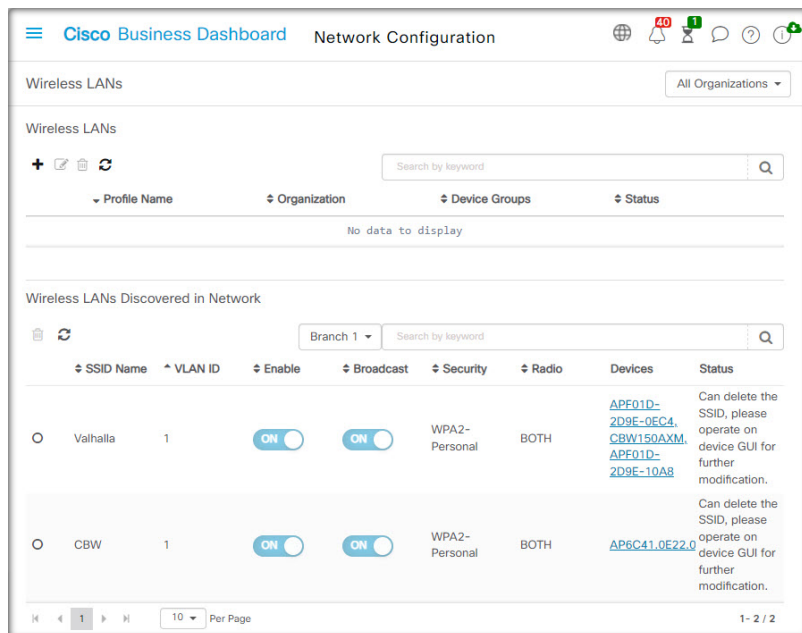 Cisco Business Dashboard Network Configuration 40 1
Wireless LANs All Organizations
Wireless LANs
Search by keyword
Profile Name Organization Device Groups Status
No data to display
Wireless LANs Discovered in Network
Branch 1 Search by keyword
SSID Name VLAN ID Enable Broadcast Security Radio Devices Status
Valhalla 1 ON ON WPA2-
Personal BOTH APF01D-
2D9E-0EC4,
CBW150AXM,
APF01D-
2D9E-10A8
Can delete the
SSID, please
operate on
device GUI for
further
modification.
CBW 1 ON ON WPA2-
Personal BOTH AP6C41.0E22.0
Can delete the
SSID, please
operate on
device GUI for
further
modification.
1 10 Per Page 1- 2 / 2